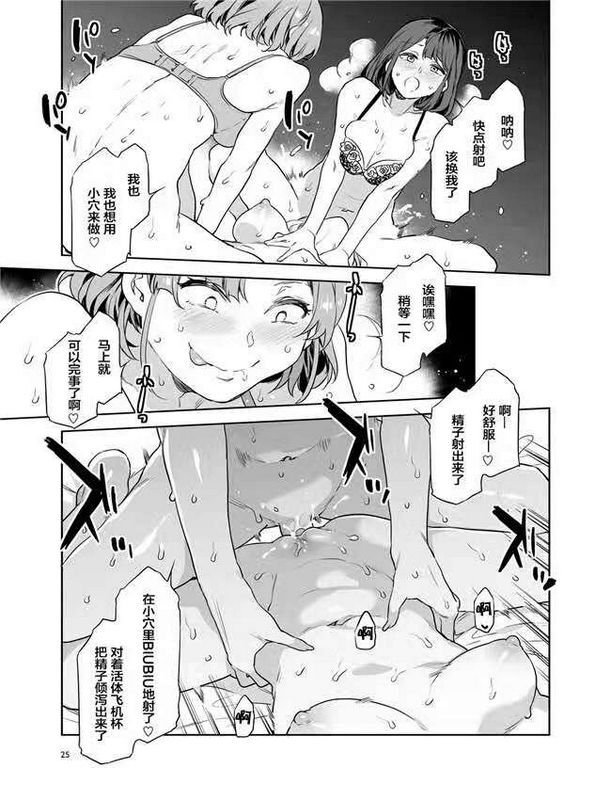 呐呐♡
快点射吧
该换我了
我也
我也想用
小穴来做♡
诶嘿嘿♡
稍等一下
马上就
可以完事了啊♡
啊—
好舒服—♡
精子射出来了
啊♡
啊♡
在小穴里BIUBIU地射了♡
对着活体飞机杯
把精子倾泻出来了
25